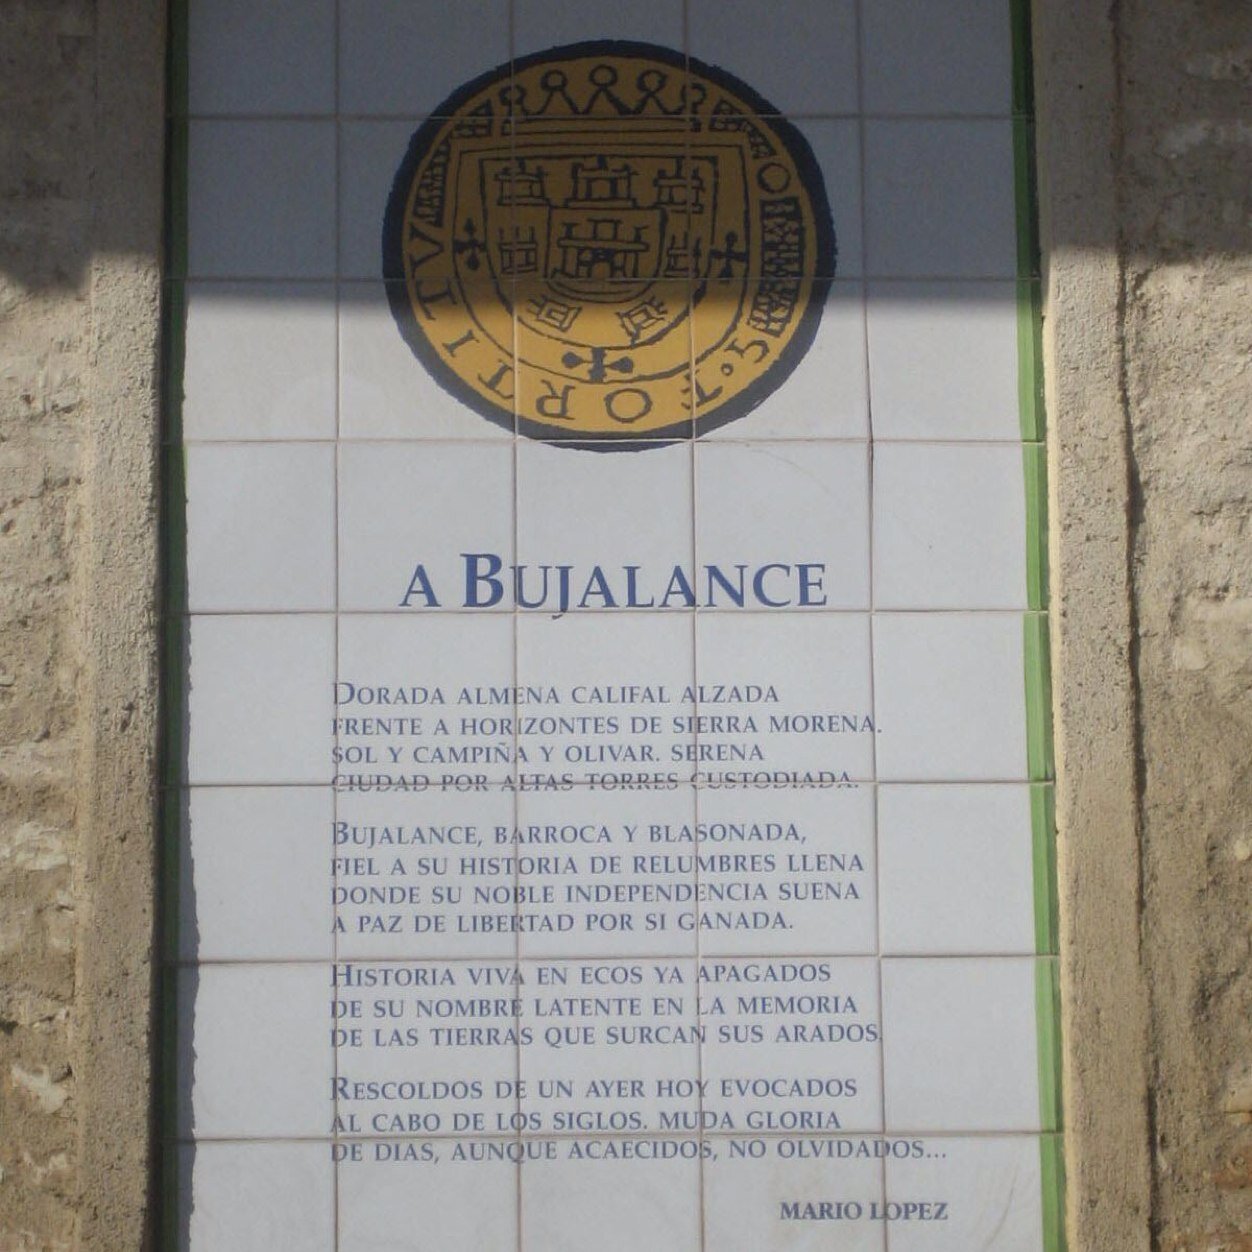 A BUJALANCE
DORADA ALMENA CALIFAL ALZADA
FRENTE A HORIZONTES DE SIERRA MORENA.
SOL Y CAMPIÑA Y OLIVAR. SERENA
CIUDAD POR ALTAS TORRES CUSTODIADA.
BUJALANCE, BARROCA Y BLASONADA,
FIEL A SU HISTORIA DE RELUMBRES LLENA
DONDE SU NOBLE INDEPENDENCIA SUENA
A PAZ DE LIBERTAD POR SI GANADA.
HISTORIA VIVA EN ECOS YA APAGADOS
DE SU NOMBRE LATENTE EN LA MEMORIA
DE LAS TIERRAS QUE SURCAN SUS ARADOS.
RESCOLDOS DE UN AYER HOY EVOCADOS
AL CABO DE LOS SIGLOS. MUDA GLORIA
DE DIAS, AUNQUE ACAECIDOS, NO OLVIDADOS...
MARIO LOPEZ